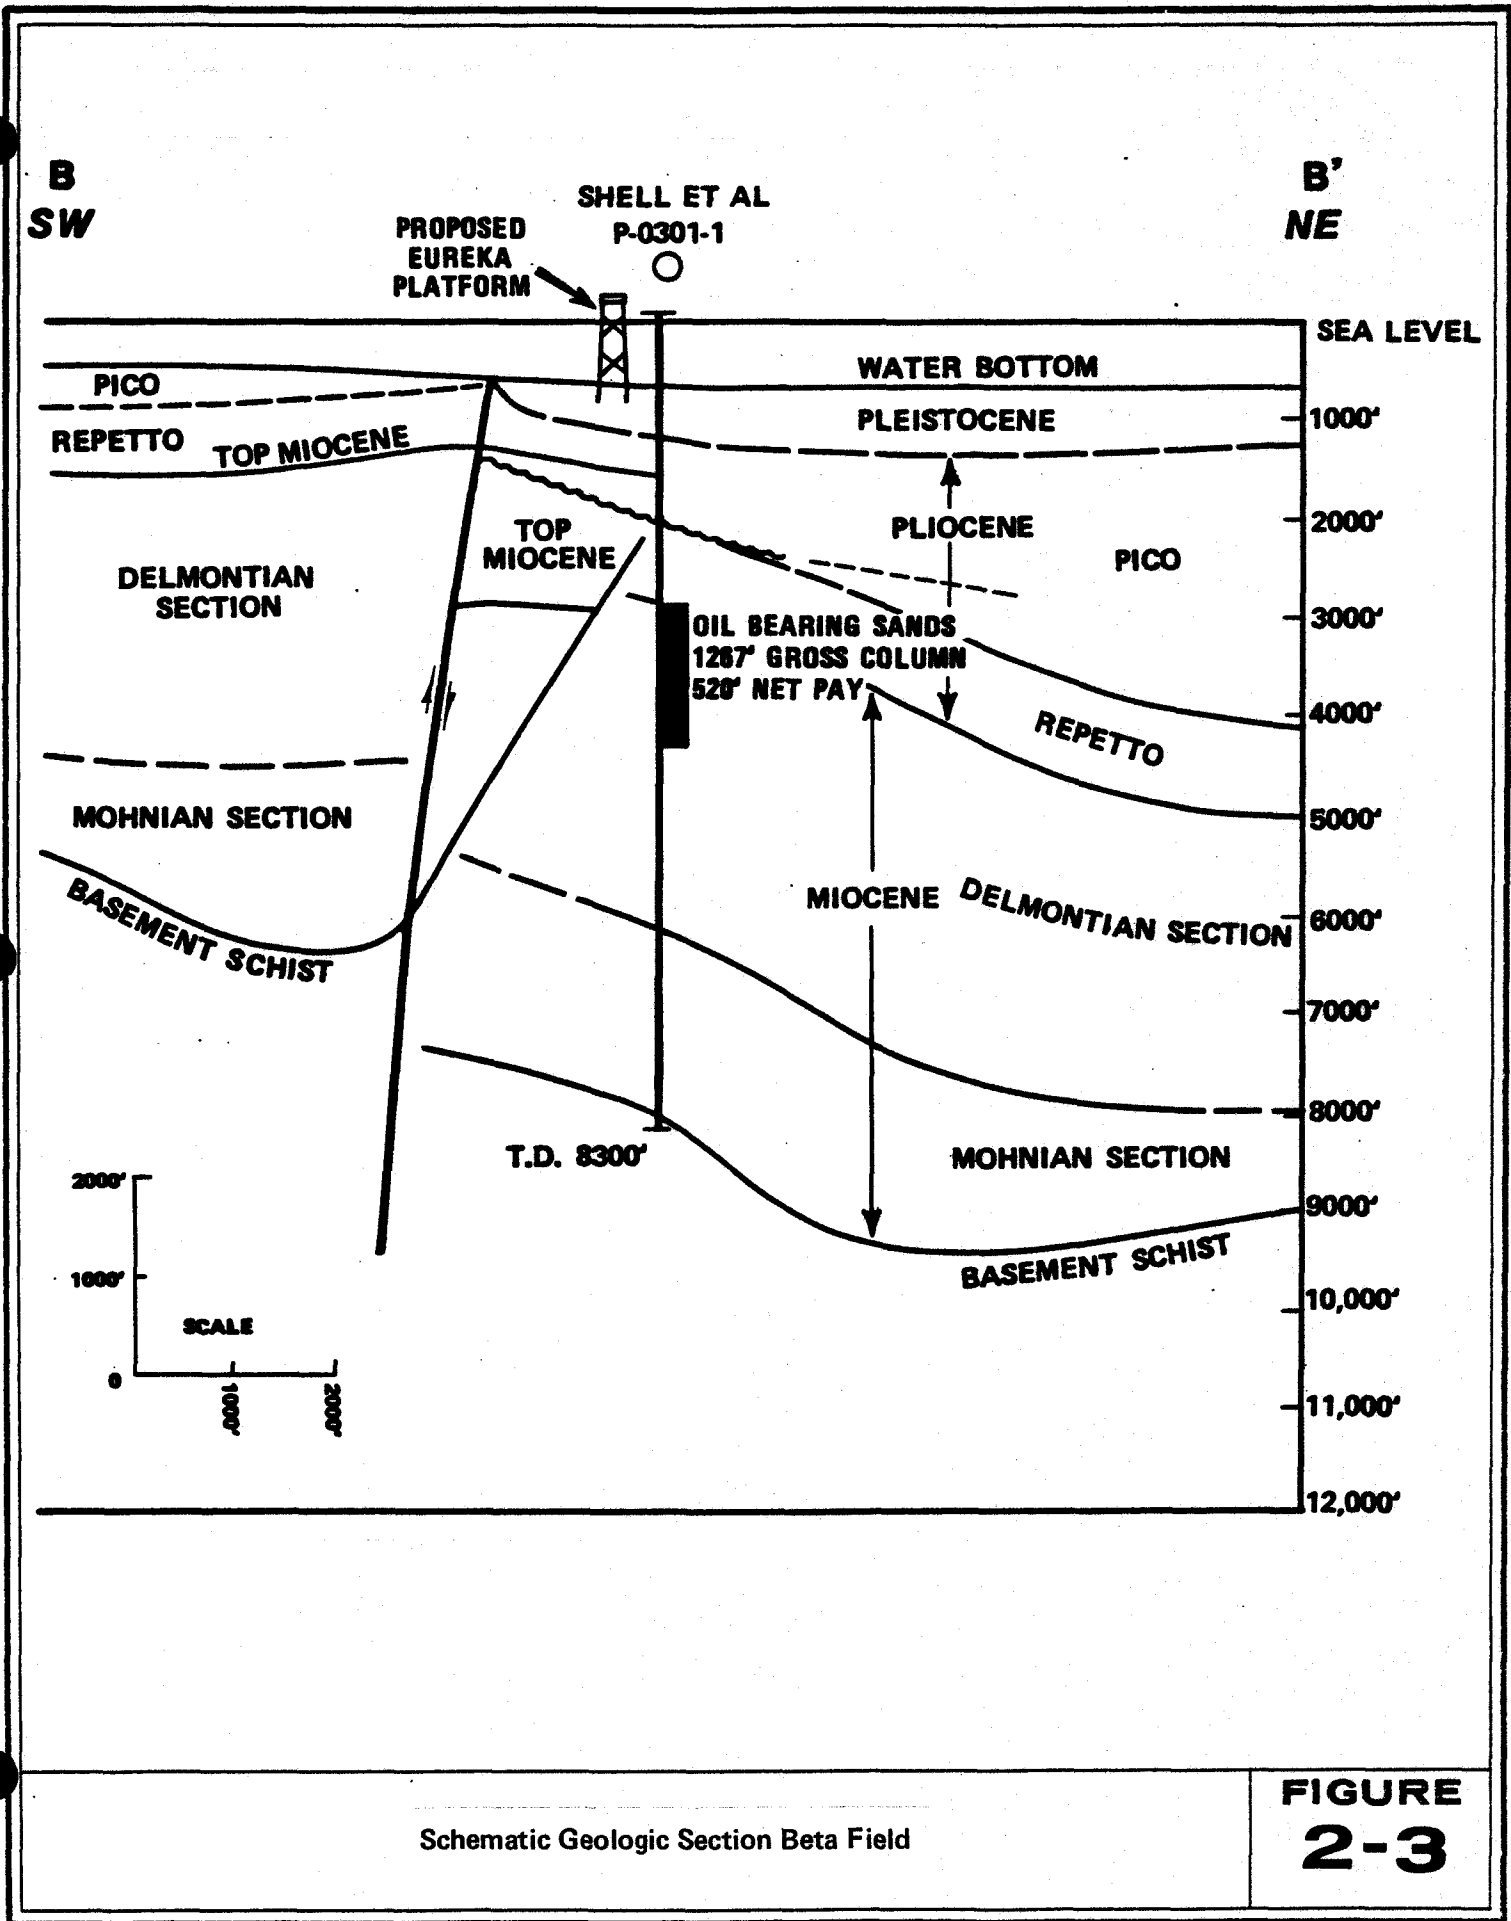 B
SW
B'
NE
SHELL ET AL
P-0301-1
PROPOSED
EUREKA
PLATFORM
SEA LEVEL
WATER BOTTOM
PICO
PLEISTOCENE
1000'
REPETTO
TOP MIOCENE
2000'
PLIOCENE
TOP
MIOCENE
PICO
DELMONTIAN
SECTION
3000'
OIL BEARING SANDS
1267' GROSS COLUMN
520' NET PAY
4000'
REPETTO
MOHNIAN SECTION
5000'
BASEMENT SCHIST
MIOCENE
DELMONTIAN SECTION
6000'
7000'
8000'
T.D. 8300'
MOHNIAN SECTION
9000'
BASEMENT SCHIST
10,000'
11,000'
12,000'
2000'
1000'
SCALE
0
1000'
2000'
Schematic Geologic Section Beta Field
FIGURE
2-3